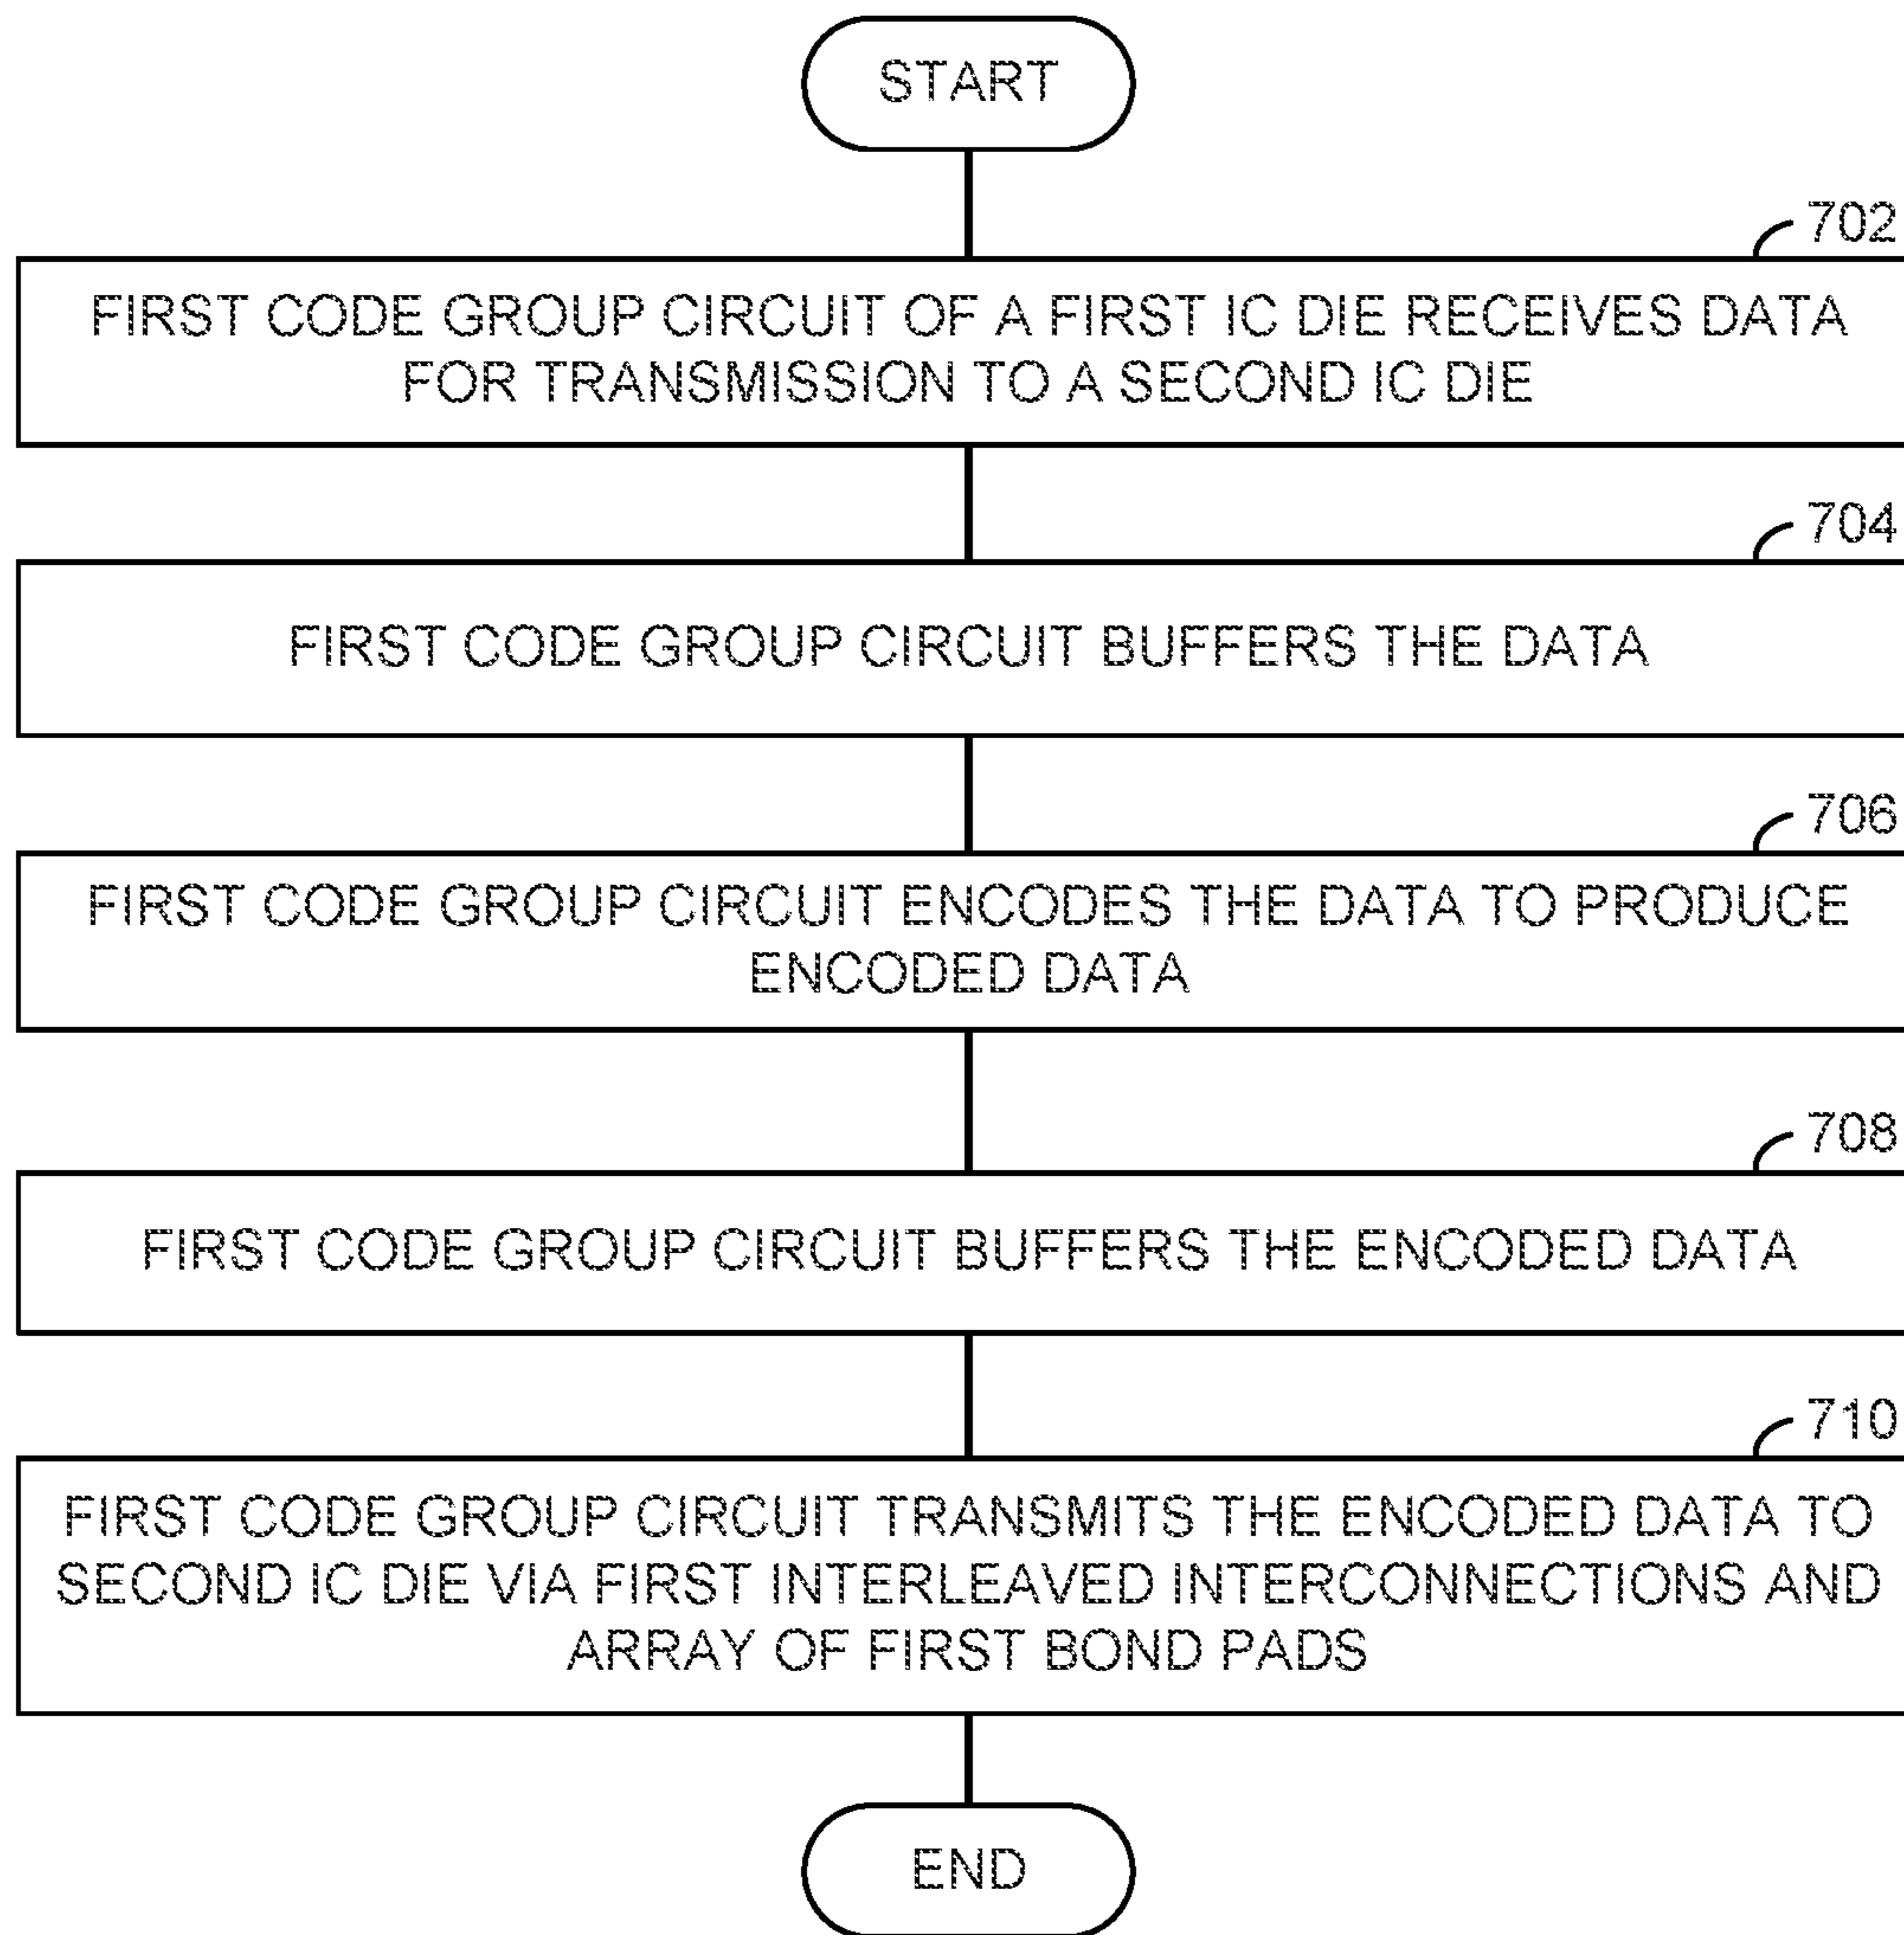 START
702
FIRST CODE GROUP CIRCUIT OF A FIRST IC DIE RECEIVES DATA
FOR TRANSMISSION TO A SECOND IC DIE
704
FIRST CODE GROUP CIRCUIT BUFFERS THE DATA
706
FIRST CODE GROUP CIRCUIT ENCODES THE DATA TO PRODUCE
ENCODED DATA
708
FIRST CODE GROUP CIRCUIT BUFFERS THE ENCODED DATA
710
FIRST CODE GROUP CIRCUIT TRANSMITS THE ENCODED DATA TO
SECOND IC DIE VIA FIRST INTERLEAVED INTERCONNECTIONS AND
ARRAY OF FIRST BOND PADS
END